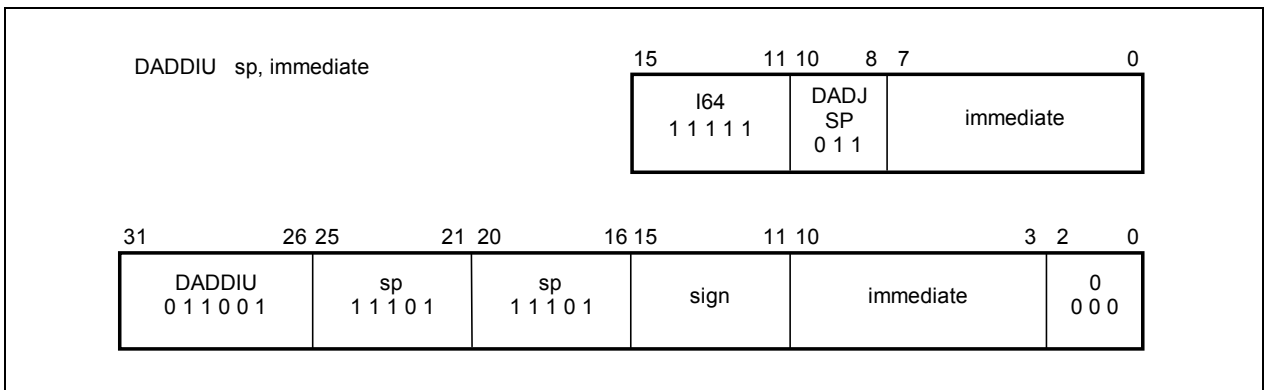 DADDIU sp, immediate
15 11 10 8 7 0
I64
1 1 1 1 1
DADJ
SP
0 1 1
immediate
31 26 25 21 20 16 15 11 10 3 2 0
DADDIU
0 1 1 0 0 1
sp
1 1 1 0 1
sp
1 1 1 0 1
sign
immediate
0
0 0 0